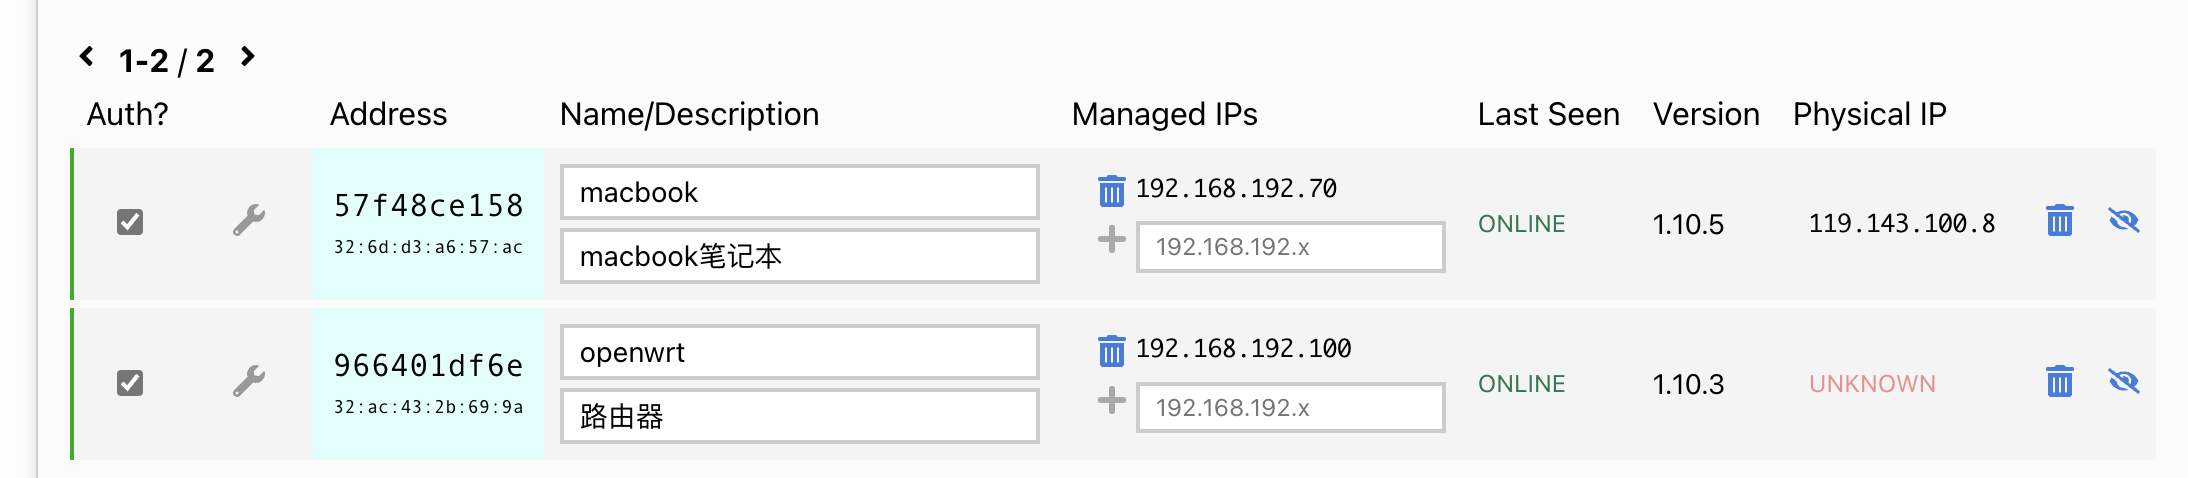 1-2 / 2
Auth? Address Name/Description Managed IPs Last Seen Version Physical IP
57f48ce158
32:6d:d3:a6:57:ac
macbook
macbook笔记本
192.168.192.70
192.168.192.x
ONLINE
1.10.5
119.143.100.8
966401df6e
32:ac:43:2b:69:9a
openwrt
路由器
192.168.192.100
192.168.192.x
ONLINE
1.10.3
UNKNOWN